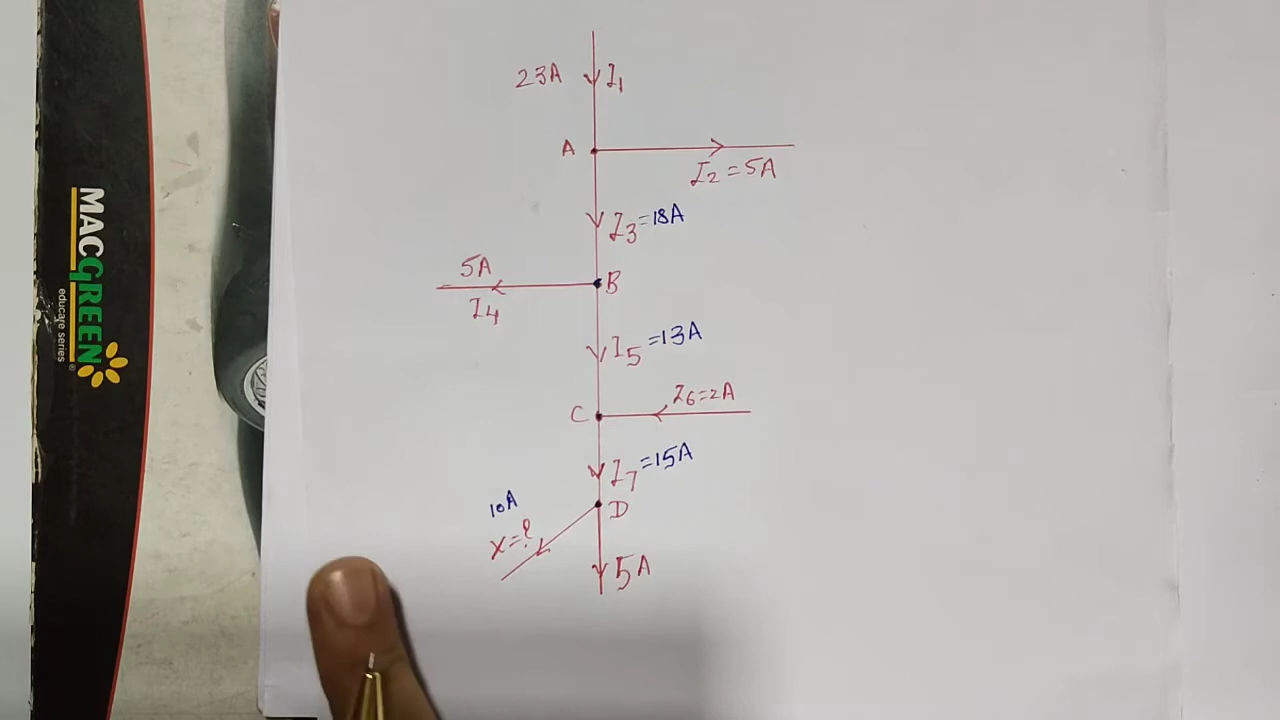 MACGREEN
educare series
23A I₁
A
I₂ = 5A
I₃ = 18A
5A
I₄
B
I₅ = 13A
I₆ = 2A
C
I₇ = 15A
10A
X = ?
D
5A